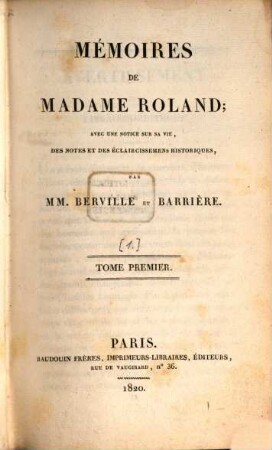 MÉMOIRES
DE
MADAME ROLAND;
AVEC UNE NOTICE SUR SA VIE,
DES NOTES ET DES ÉCLAIRCISSEMENS HISTORIQUES,
PAR
MM. BERVILLE ET BARRIÈRE.
[1.]
TOME PREMIER.
PARIS.
BAUDOUIN FRÈRES, IMPRIMEURS-LIBRAIRES, ÉDITEURS,
RUE DE VAUGIRARD, Nº 36.
1820.